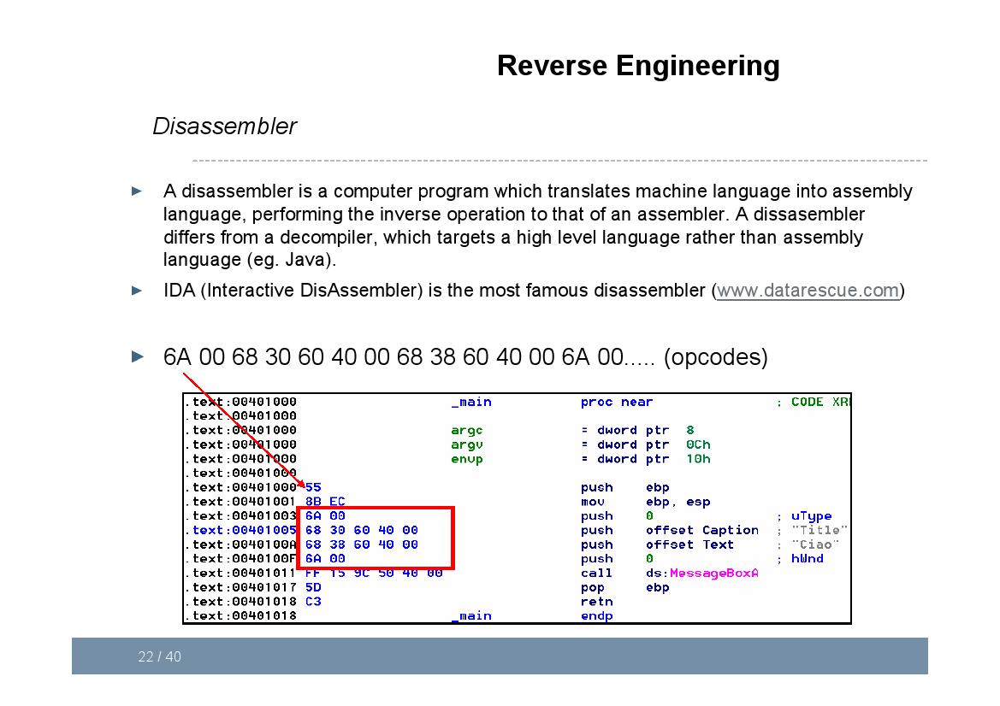 Reverse Engineering
Disassembler
A disassembler is a computer program which translates machine language into assembly
language, performing the inverse operation to that of an assembler. A dissasembler
differs from a decompiler, which targets a high level language rather than assembly
language (eg. Java).
IDA (Interactive DisAssembler) is the most famous disassembler (www.datarescue.com)
6A 00 68 30 60 40 00 68 38 60 40 00 6A 00..... (opcodes)
.text:00401000 _main proc near ; CODE XR
.text:00401000
.text:00401000 argc = dword ptr 8
.text:00401000 argv = dword ptr 0Ch
.text:00401000 envp = dword ptr 10h
.text:00401000
.text:00401000 55 push ebp
.text:00401001 8B EC mov ebp, esp
.text:00401003 6A 00 push 0 ; uType
.text:00401005 68 30 60 40 00 push offset Caption ; "Title"
.text:0040100A 68 38 60 40 00 push offset Text ; "Ciao"
.text:0040100F 6A 00 push 0 ; hWnd
.text:00401011 FF 15 9C 50 40 00 call ds:MessageBoxA
.text:00401017 5D pop ebp
.text:00401018 C3 retn
.text:00401018 _main endp
22 / 40